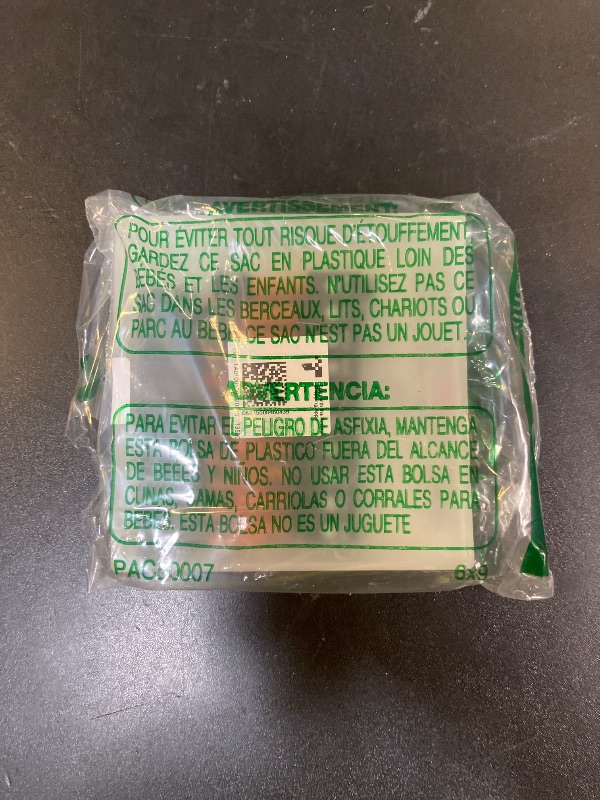 AVERTISSEMENT:
POUR ÉVITER TOUT RISQUE D'ÉTOUFFEMENT
GARDEZ CE SAC EN PLASTIQUE LOIN DES
BÉBÉS ET LES ENFANTS. N'UTILISEZ PAS CE
SAC DANS LES BERCEAUX, LITS, CHARIOTS OU
PARC AU BÉBÉ CE SAC N'EST PAS UN JOUET.
ADVERTENCIA:
PARA EVITAR EL PELIGRO DE ASFIXIA, MANTENGA
ESTA BOLSA DE PLASTICO FUERA DEL ALCANCE
DE BEBES Y NIÑOS. NO USAR ESTA BOLSA EN
CUNAS, CAMAS, CARRIOLAS O CORRALES PARA
BEBES. ESTA BOLSA NO ES UN JUGUETE
6x9